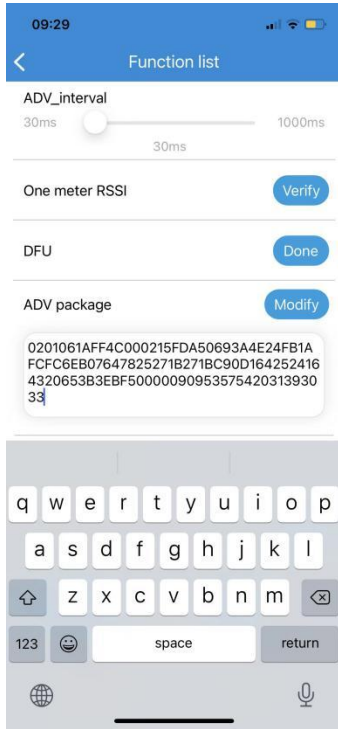 09:29
Function list
ADV_interval
30ms
1000ms
30ms
One meter RSSI
Verify
DFU
Done
ADV package
Modify
0201061AFF4C000215FDA50693A4E24FB1A
FCFC6EB07647825271B271BC90D164252416
4320653B3EBF50000090953575420313930
33
q w e r t y u i o p
a s d f g h j k l
z x c v b n m
123
space
return